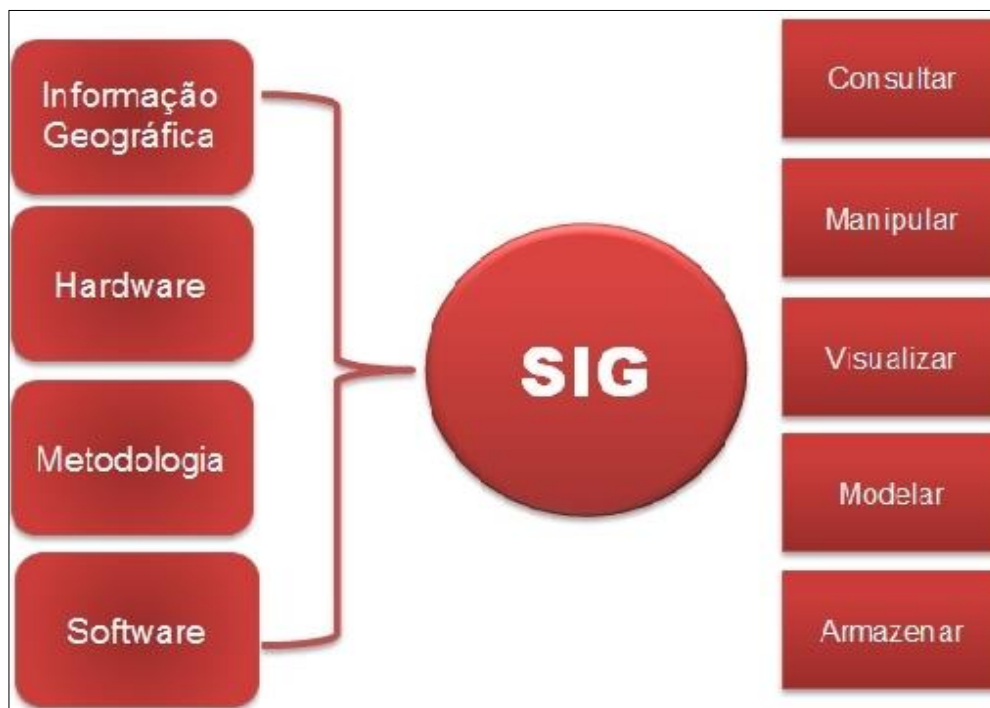 Informação
Geográfica
Hardware
Metodologia
Software
SIG
Consultar
Manipular
Visualizar
Modelar
Armazenar